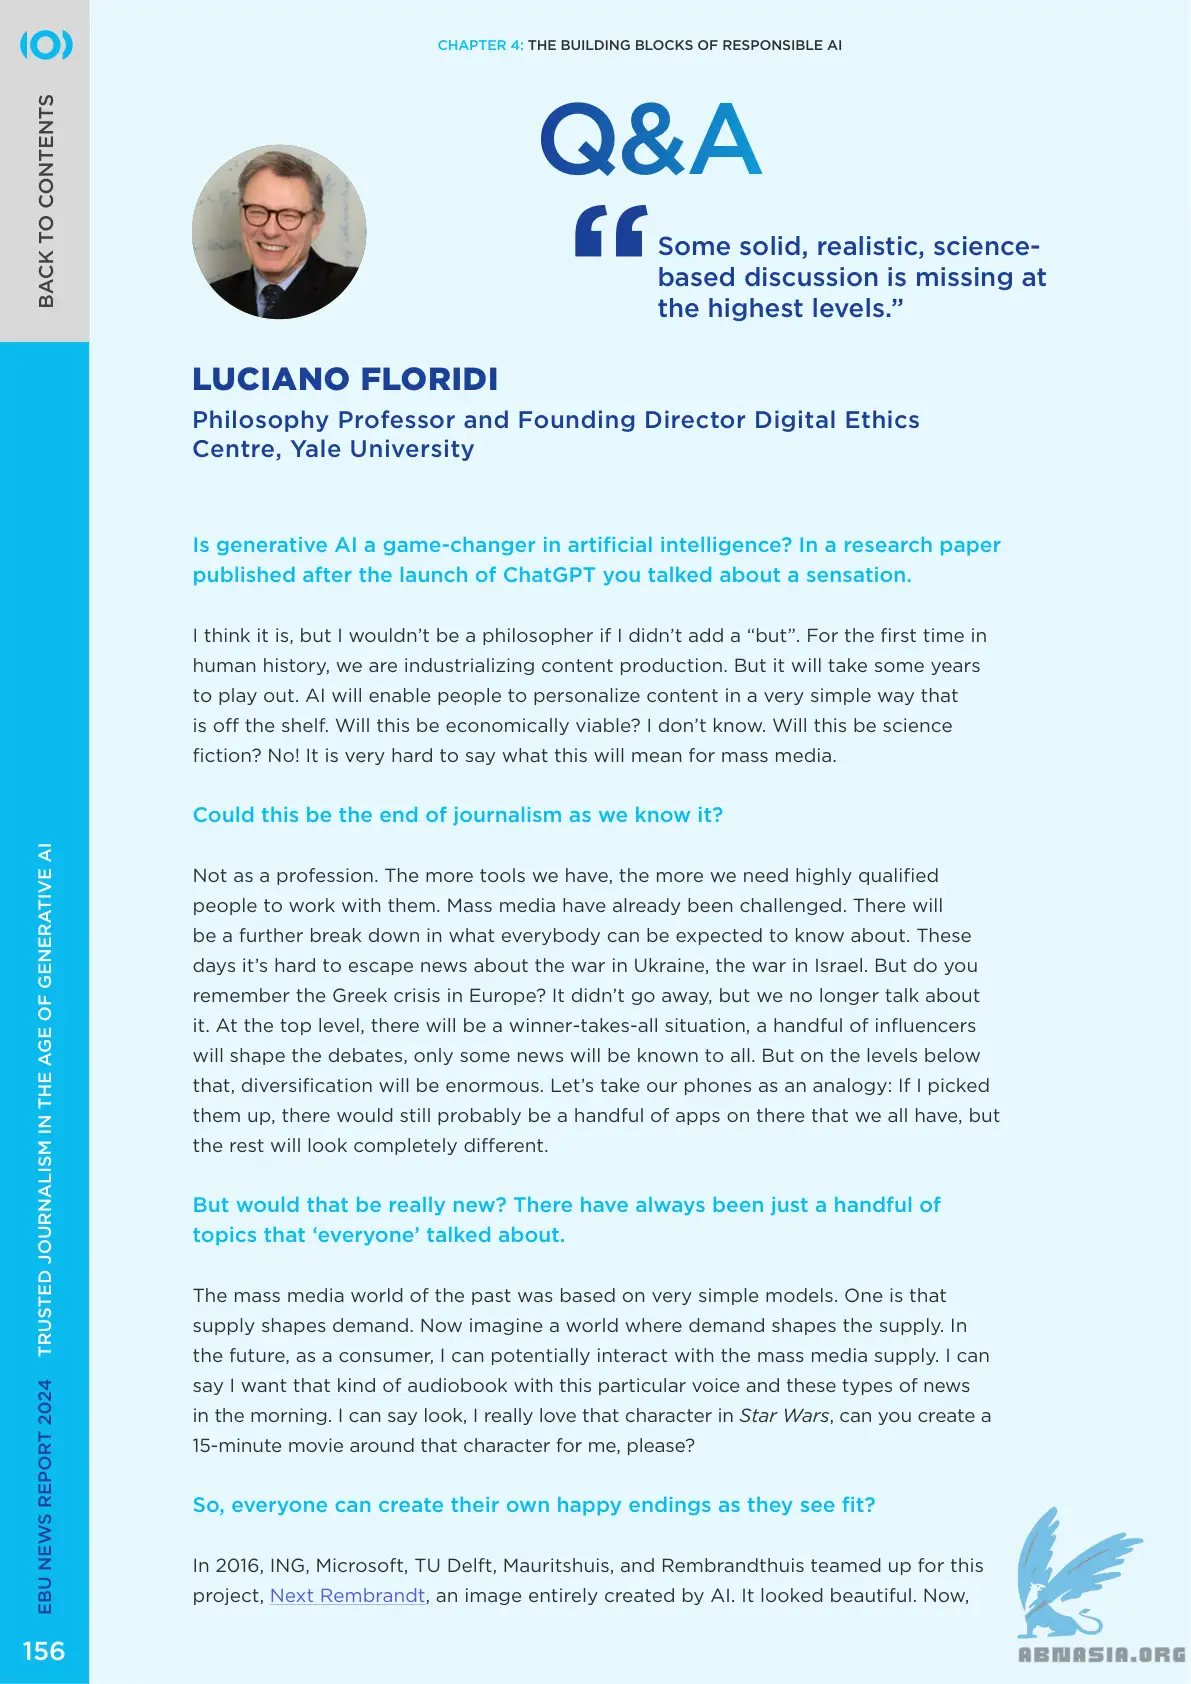 CHAPTER 4: THE BUILDING BLOCKS OF RESPONSIBLE AI
BACK TO CONTENTS
Q&A
“Some solid, realistic, science-
based discussion is missing at
the highest levels.”
LUCIANO FLORIDI
Philosophy Professor and Founding Director Digital Ethics
Centre, Yale University
Is generative AI a game-changer in artificial intelligence? In a research paper
published after the launch of ChatGPT you talked about a sensation.
I think it is, but I wouldn’t be a philosopher if I didn’t add a “but”. For the first time in
human history, we are industrializing content production. But it will take some years
to play out. AI will enable people to personalize content in a very simple way that
is off the shelf. Will this be economically viable? I don’t know. Will this be science
fiction? No! It is very hard to say what this will mean for mass media.
Could this be the end of journalism as we know it?
Not as a profession. The more tools we have, the more we need highly qualified
people to work with them. Mass media have already been challenged. There will
be a further break down in what everybody can be expected to know about. These
days it’s hard to escape news about the war in Ukraine, the war in Israel. But do you
remember the Greek crisis in Europe? It didn’t go away, but we no longer talk about
it. At the top level, there will be a winner-takes-all situation, a handful of influencers
will shape the debates, only some news will be known to all. But on the levels below
that, diversification will be enormous. Let’s take our phones as an analogy: If I picked
them up, there would still probably be a handful of apps on there that we all have, but
the rest will look completely different.
But would that be really new? There have always been just a handful of
topics that ‘everyone’ talked about.
The mass media world of the past was based on very simple models. One is that
supply shapes demand. Now imagine a world where demand shapes the supply. In
the future, as a consumer, I can potentially interact with the mass media supply. I can
say I want that kind of audiobook with this particular voice and these types of news
in the morning. I can say look, I really love that character in Star Wars, can you create a
15-minute movie around that character for me, please?
So, everyone can create their own happy endings as they see fit?
In 2016, ING, Microsoft, TU Delft, Mauritshuis, and Rembrandthuis teamed up for this
project, Next Rembrandt, an image entirely created by AI. It looked beautiful. Now,
EBU NEWS REPORT 2024 TRUSTED JOURNALISM IN THE AGE OF GENERATIVE AI
156
ABNASIA.ORG